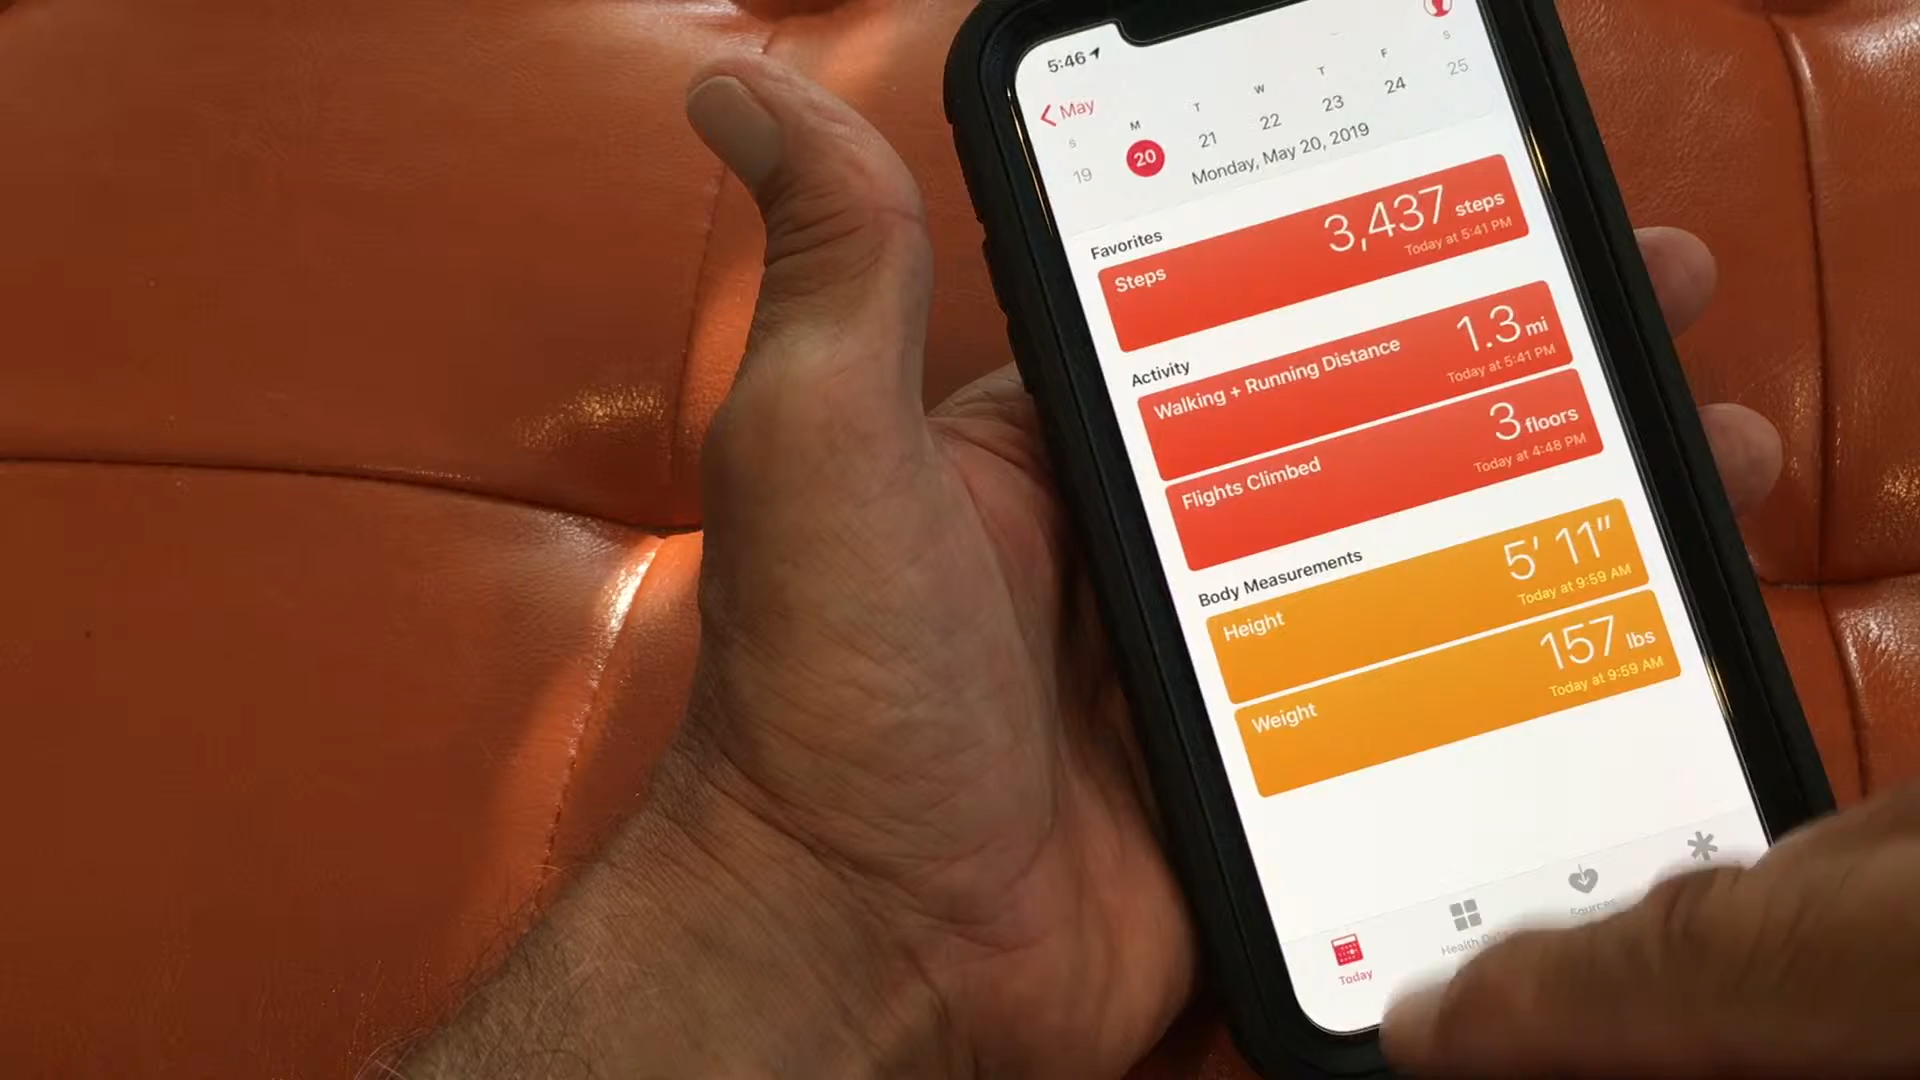 5:46
May
S M T W T F S
19 20 21 22 23 24 25
Monday, May 20, 2019
Favorites
Steps
3,437 steps
Today at 5:41 PM
Activity
Walking + Running Distance
1.3 mi
Today at 5:41 PM
Flights Climbed
3 floors
Today at 4:48 PM
Body Measurements
Height
5' 11"
Today at 9:59 AM
Weight
157 lbs
Today at 9:59 AM
Today
Health
Sources